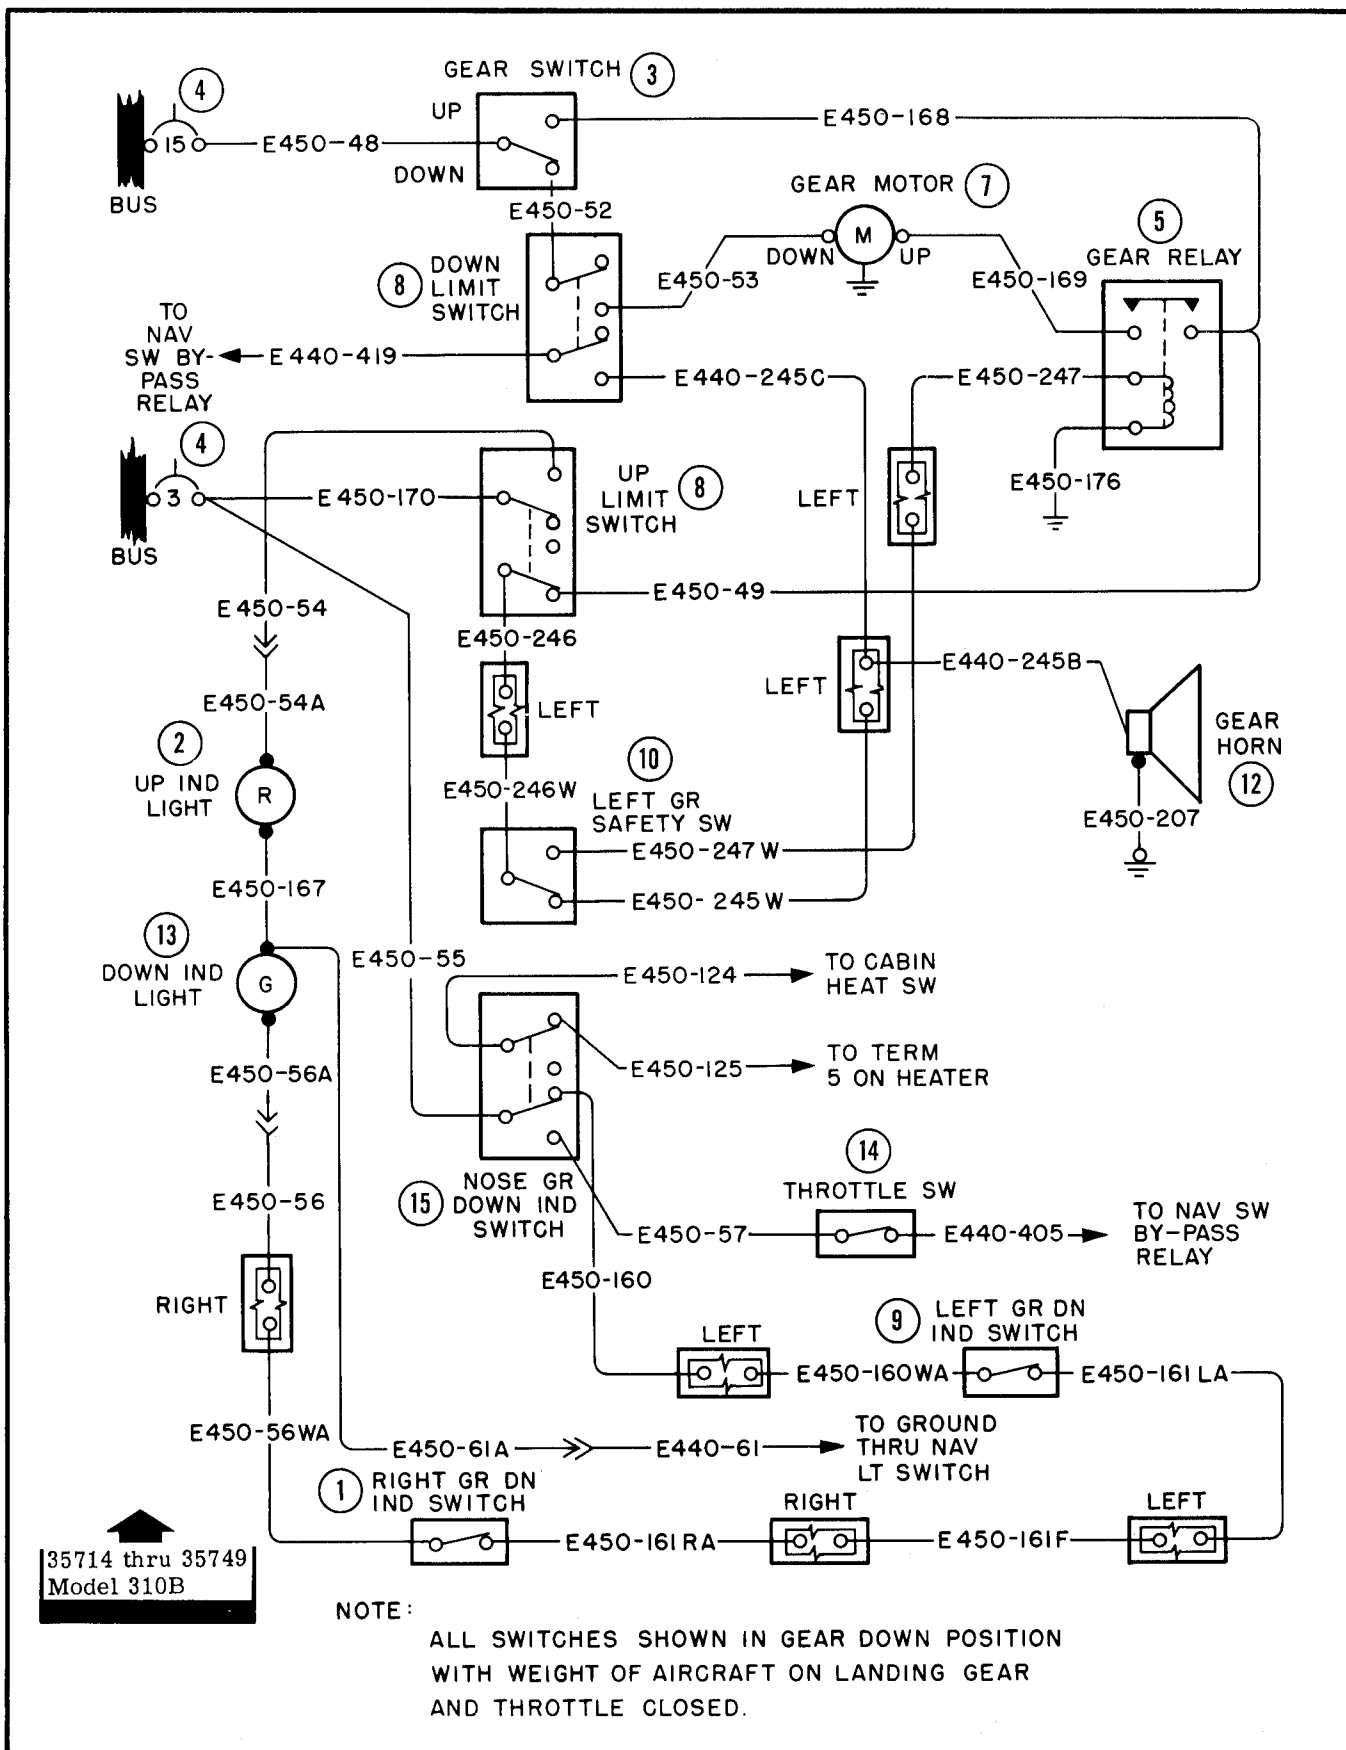 GEAR SWITCH 3
4
UP
15
E450-48
E450-168
DOWN
BUS
E450-52
GEAR MOTOR 7
M
DOWN
UP
5
GEAR RELAY
8
DOWN
LIMIT
SWITCH
E450-53
E450-169
TO
NAV
SW BY-
PASS
RELAY
E440-419
E440-245C
E450-247
4
3
E450-170
BUS
UP
LIMIT
SWITCH
8
LEFT
E450-176
E450-54
E450-49
E450-246
E440-245B
LEFT
E450-54A
LEFT
GEAR
HORN
12
2
UP IND
LIGHT
R
E450-246W
10
LEFT GR
SAFETY SW
E450-207
E450-247W
E450-167
E450-245W
13
DOWN IND
LIGHT
G
E450-55
E450-124
TO CABIN
HEAT SW
E450-56A
E450-125
TO TERM
5 ON HEATER
14
THROTTLE SW
E450-56
15
NOSE GR
DOWN IND
SWITCH
E450-57
E440-405
TO NAV SW
BY-PASS
RELAY
E450-160
RIGHT
LEFT
9
LEFT GR DN
IND SWITCH
E450-160WA
E450-161LA
E450-56WA
E450-61A
E440-61
TO GROUND
THRU NAV
LT SWITCH
1
RIGHT GR DN
IND SWITCH
RIGHT
LEFT
E450-161RA
E450-161F
35714 thru 35749
Model 310B
NOTE:
ALL SWITCHES SHOWN IN GEAR DOWN POSITION
WITH WEIGHT OF AIRCRAFT ON LANDING GEAR
AND THROTTLE CLOSED.